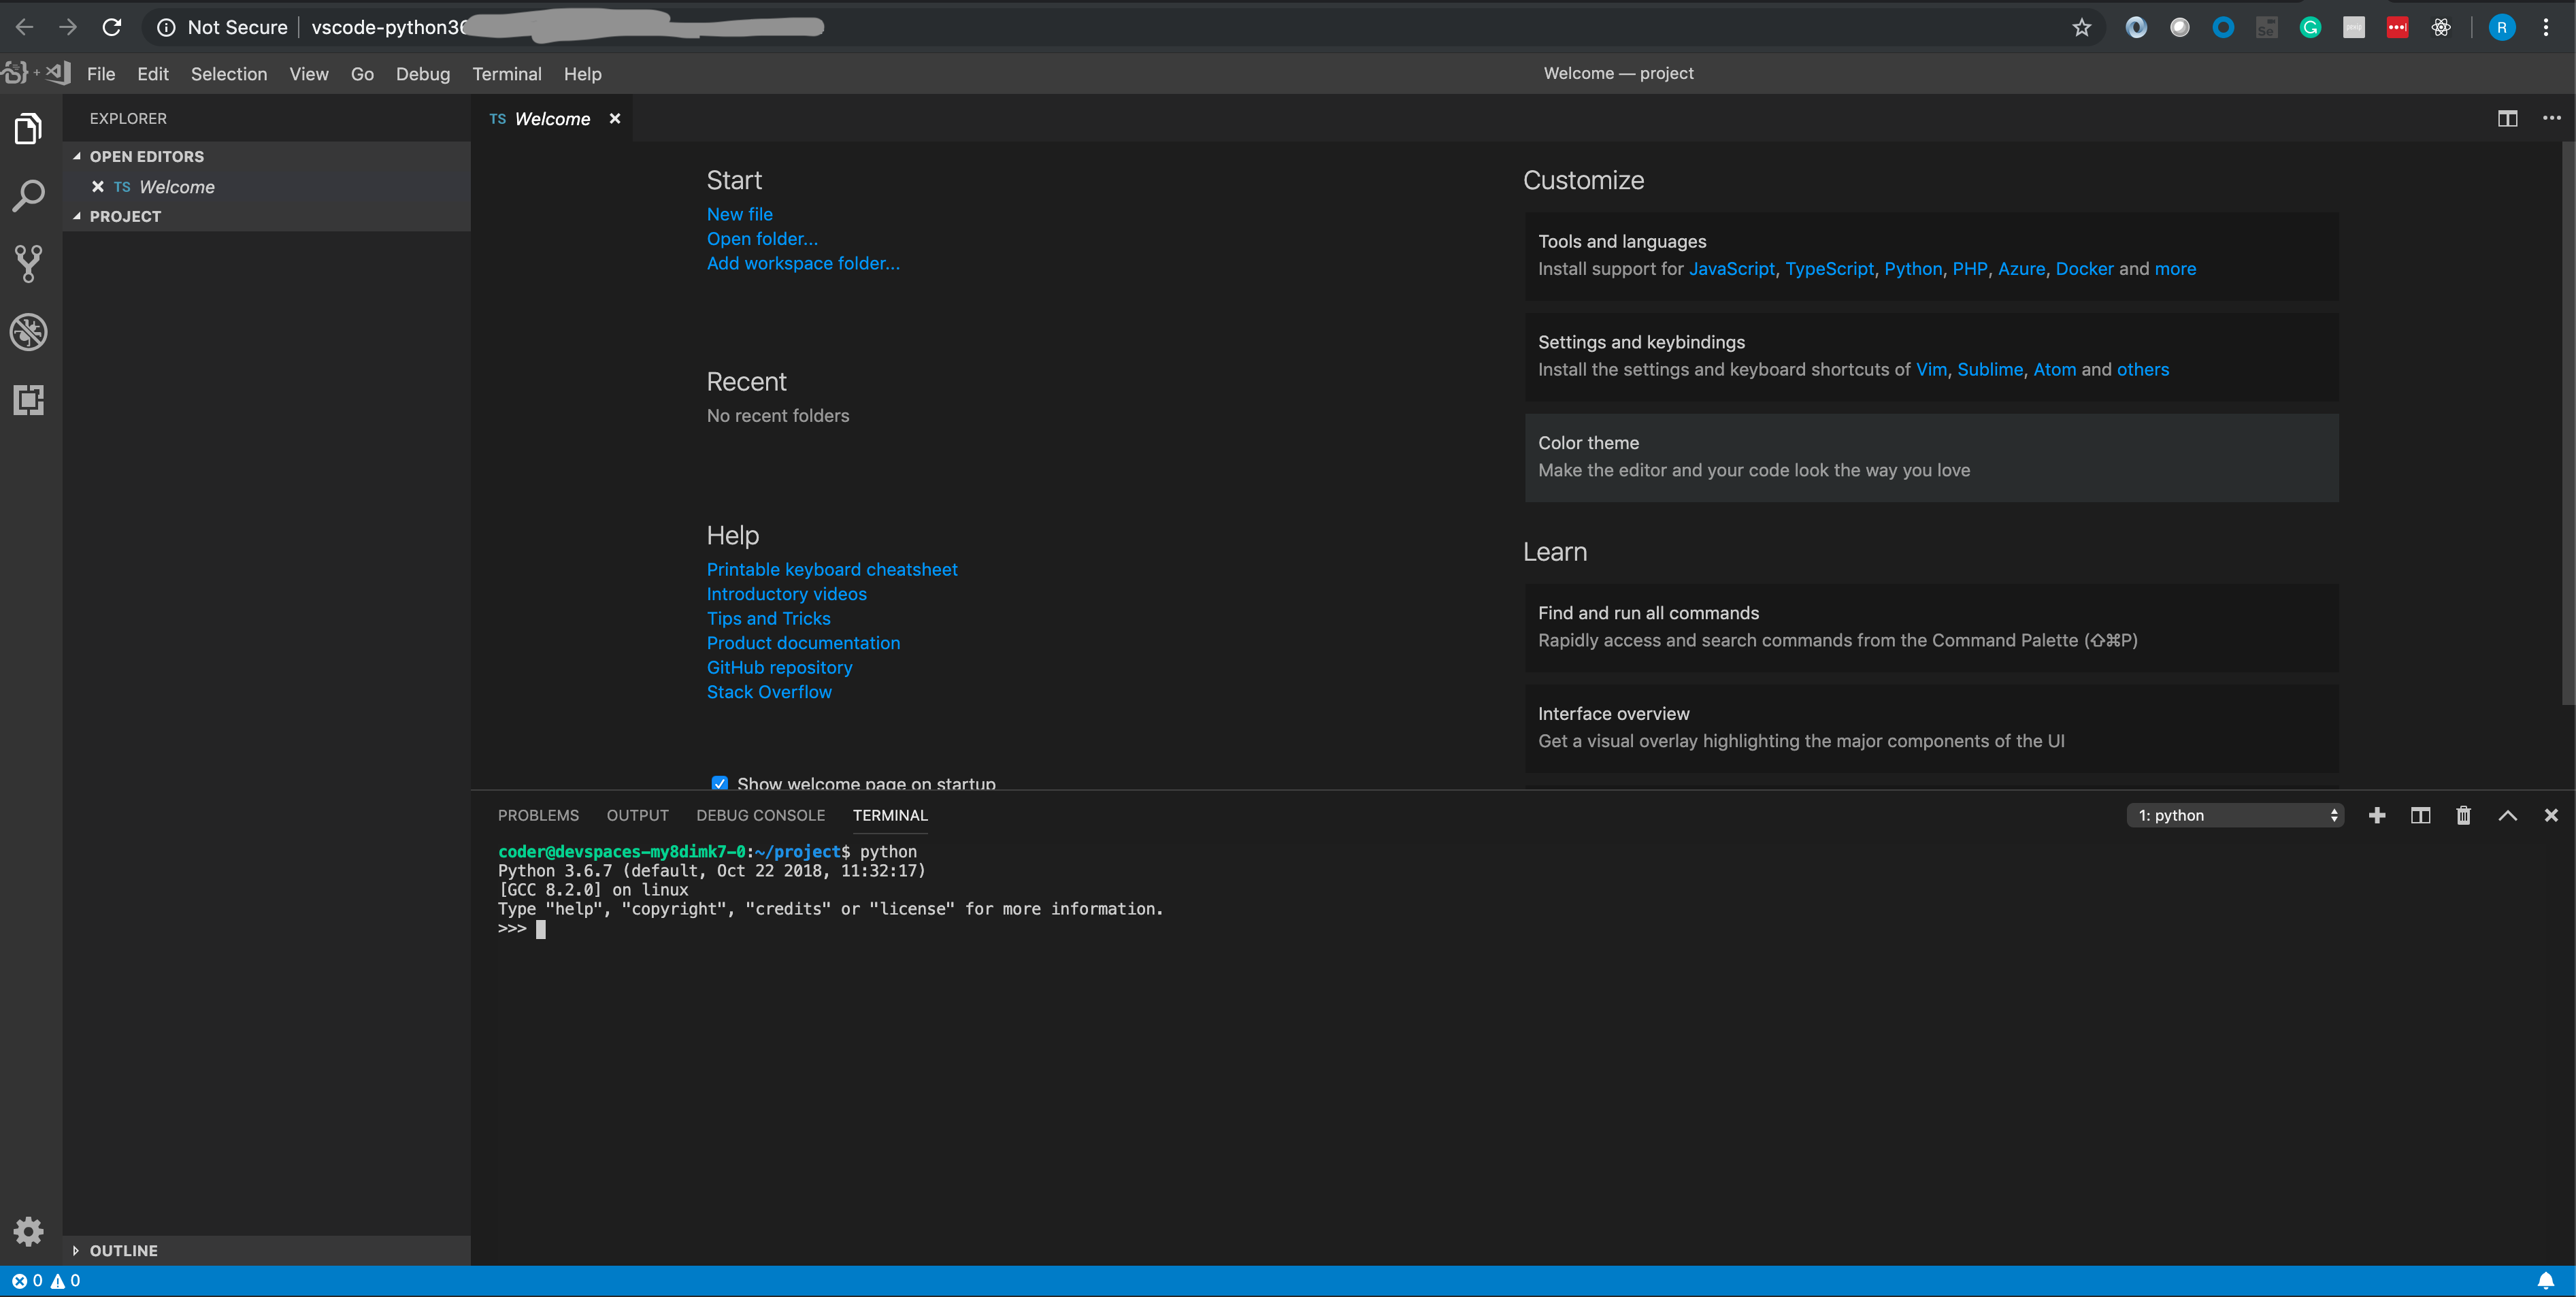 Not Secure | vscode-python3
File Edit Selection View Go Debug Terminal Help
Welcome — project
EXPLORER
OPEN EDITORS
TS Welcome
PROJECT
OUTLINE
TS Welcome
Start
New file
Open folder...
Add workspace folder...
Recent
No recent folders
Help
Printable keyboard cheatsheet
Introductory videos
Tips and Tricks
Product documentation
GitHub repository
Stack Overflow
Show welcome page on startup
Customize
Tools and languages
Install support for JavaScript, TypeScript, Python, PHP, Azure, Docker and more
Settings and keybindings
Install the settings and keyboard shortcuts of Vim, Sublime, Atom and others
Color theme
Make the editor and your code look the way you love
Learn
Find and run all commands
Rapidly access and search commands from the Command Palette (⇧⌘P)
Interface overview
Get a visual overlay highlighting the major components of the UI
PROBLEMS OUTPUT DEBUG CONSOLE TERMINAL
1: python
coder@devspaces-my8dimk7-0:~/project$ python
Python 3.6.7 (default, Oct 22 2018, 11:32:17)
[GCC 8.2.0] on linux
Type "help", "copyright", "credits" or "license" for more information.
>>>
0 0